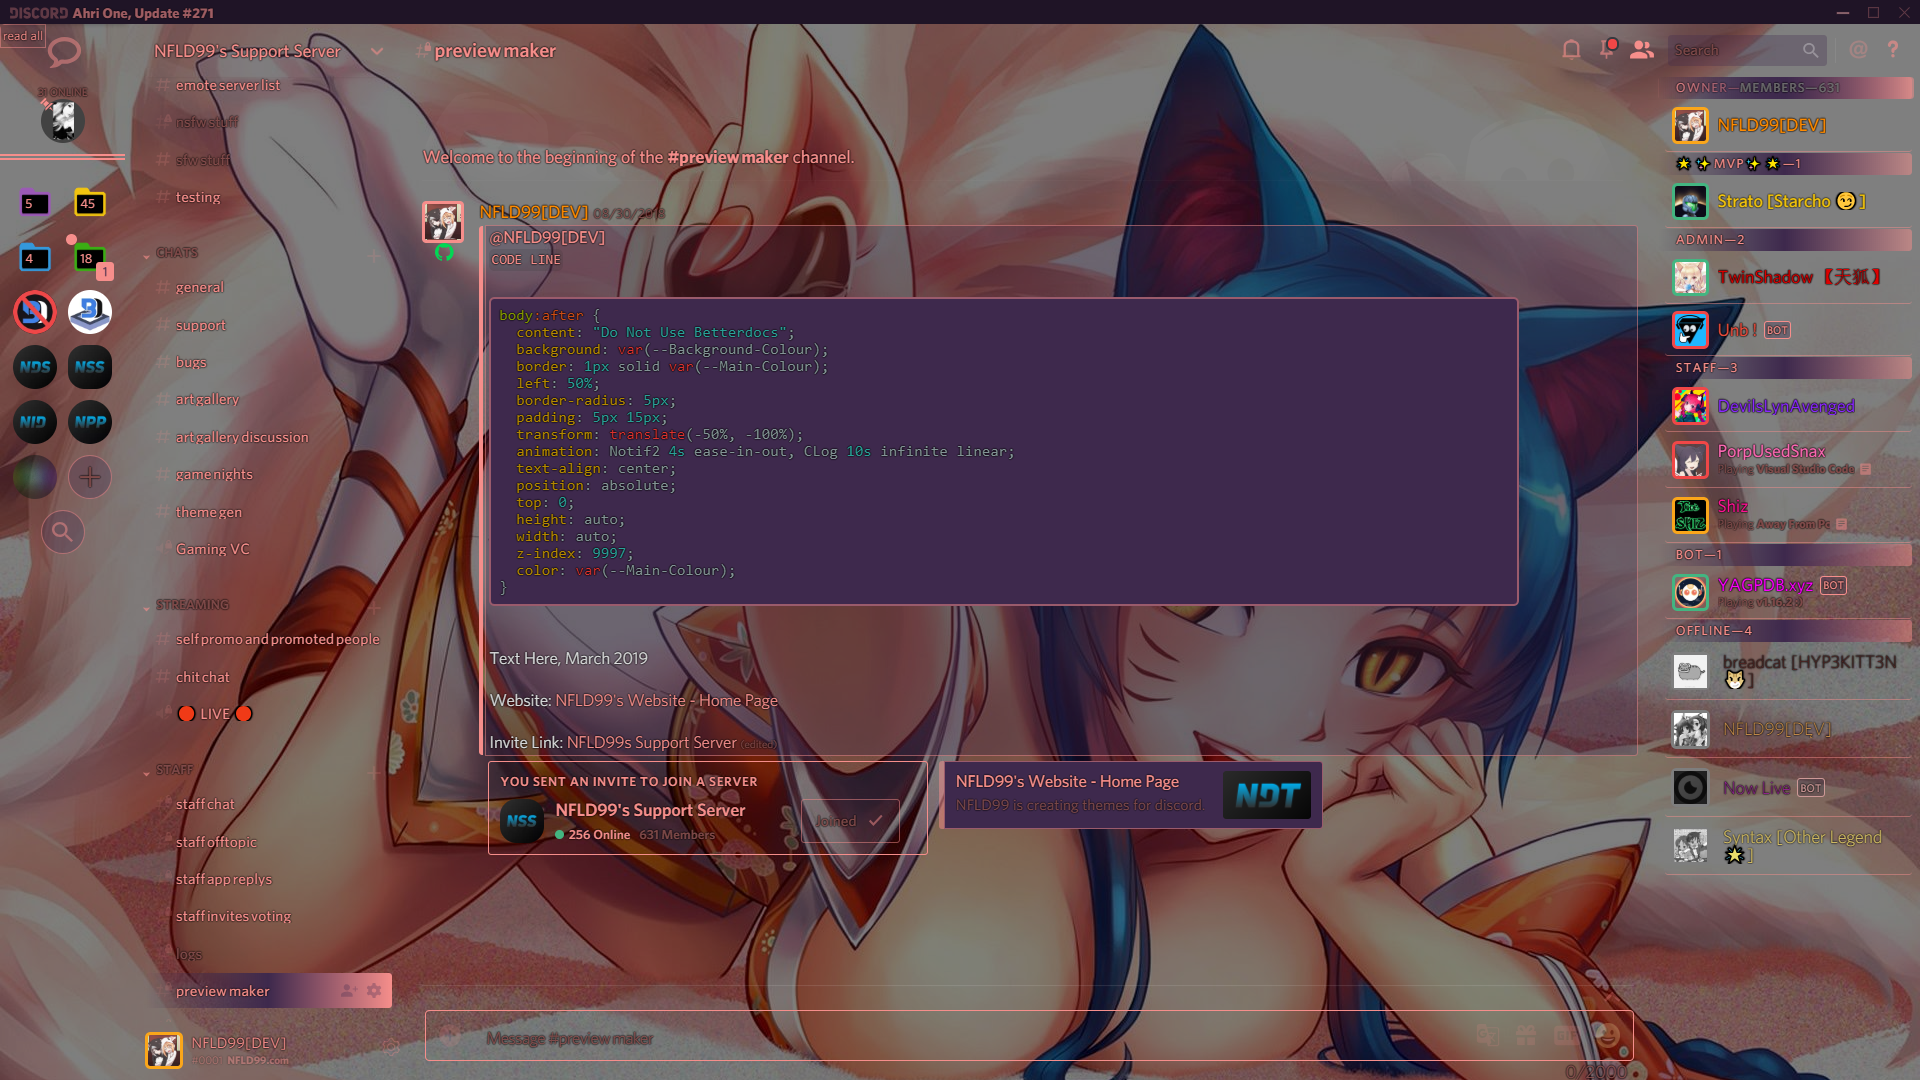 DISCORD Ahri One, Update #271
read all
31 ONLINE
5
45
4
18
1
NDS
NSS
NID
NPP
NFLD99's Support Server
emote server list
nsfw stuff
sfw stuff
testing
CHATS
general
support
bugs
art gallery
art gallery discussion
game nights
theme gen
Gaming VC
STREAMING
self promo and promoted people
chit chat
🔴 LIVE 🔴
STAFF
staff chat
staff offtopic
staff app replys
staff invites voting
logs
preview maker
NFLD99[DEV]
#0001 NFLD99.com
# preview maker
Search
Welcome to the beginning of the #preview maker channel.
NFLD99[DEV] 08/30/2018
@NFLD99[DEV]
CODE LINE
body:after {
content: "Do Not Use Betterdocs";
background: var(--Background-Colour);
border: 1px solid var(--Main-Colour);
left: 50%;
border-radius: 5px;
padding: 5px 15px;
transform: translate(-50%, -100%);
animation: Notif2 4s ease-in-out, CLog 10s infinite linear;
text-align: center;
position: absolute;
top: 0;
height: auto;
width: auto;
z-index: 9997;
color: var(--Main-Colour);
}
Text Here, March 2019
Website: NFLD99's Website - Home Page
Invite Link: NFLD99s Support Server (edited)
YOU SENT AN INVITE TO JOIN A SERVER
NSS
NFLD99's Support Server
256 Online 631 Members
Joined
NFLD99's Website - Home Page
NFLD99 is creating themes for discord.
NDT
Message #preview maker
0/2000
OWNER—MEMBERS—631
NFLD99[DEV]
🌟✨MVP✨🌟—1
Strato [Starcho 😏]
ADMIN—2
TwinShadow 【天狐】
Unb ! BOT
STAFF—3
DevilsLynAvenged
PorpUsedSnax
Playing Visual Studio Code
The SHIZ
Shiz
Playing Away From Pc
BOT—1
YAGPDB.xyz BOT
Playing v1.16.2 :)
OFFLINE—4
breadcat [HYP3KITT3N
🐱]
NFLD99[DEV]
Now Live BOT
Syntax [Other Legend
🌟]